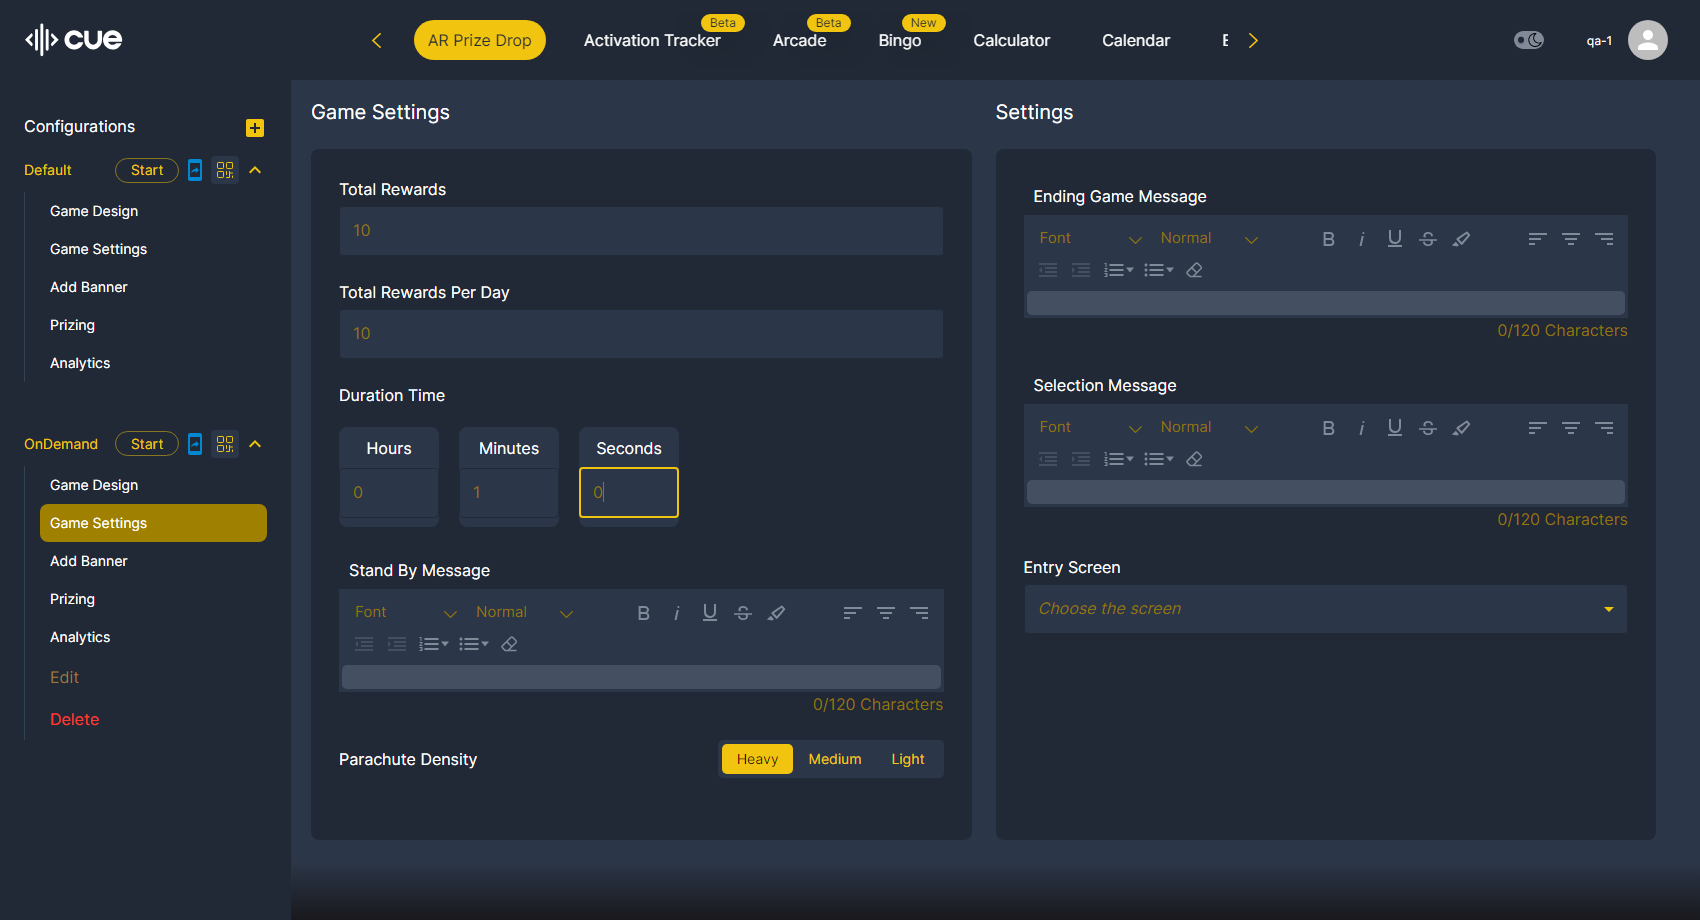 cue
AR Prize Drop
Activation Tracker
Beta
Arcade
Beta
Bingo
New
Calculator
Calendar
qa-1
Configurations
Default
Start
Game Design
Game Settings
Add Banner
Prizing
Analytics
OnDemand
Start
Game Design
Game Settings
Add Banner
Prizing
Analytics
Edit
Delete
Game Settings
Total Rewards
10
Total Rewards Per Day
10
Duration Time
Hours Minutes Seconds
0 1 0
Stand By Message
Font Normal
0/120 Characters
Parachute Density
Heavy Medium Light
Settings
Ending Game Message
Font Normal
0/120 Characters
Selection Message
Font Normal
0/120 Characters
Entry Screen
Choose the screen